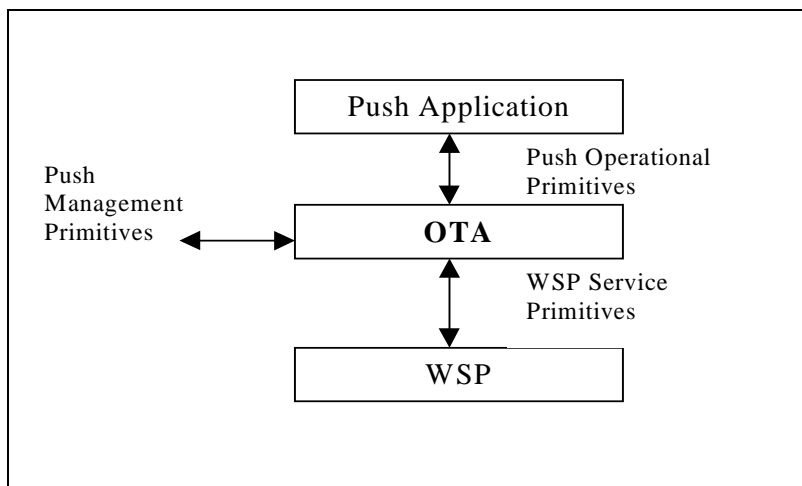 Push Application
Push Operational
Primitives
Push
Management
Primitives
OTA
WSP Service
Primitives
WSP